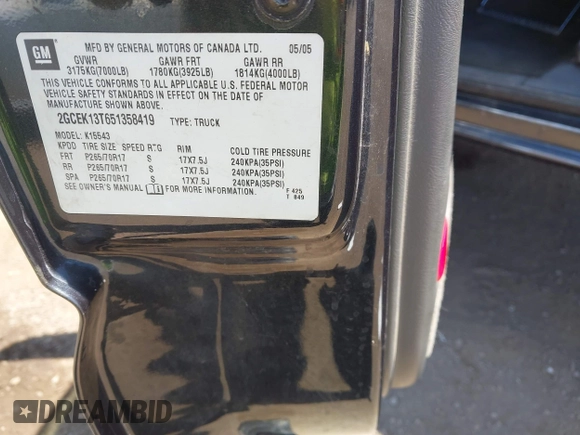 GM
MFD BY GENERAL MOTORS OF CANADA LTD. 05/05
GVWR GAWR FRT GAWR RR
3175KG(7000LB) 1780KG(3925LB) 1814KG(4000LB)
THIS VEHICLE CONFORMS TO ALL APPLICABLE U.S. FEDERAL MOTOR
VEHICLE SAFETY STANDARDS IN EFFECT ON THE DATE OF
MANUFACTURE SHOWN ABOVE.
2GCEK13T651358419 TYPE: TRUCK
MODEL: K15543
KPDD TIRE SIZE SPEED RTG RIM COLD TIRE PRESSURE
FRT P265/70R17 S 17X7.5J 240KPA(35PSI)
RR P265/70R17 S 17X7.5J 240KPA(35PSI)
SPA P265/70R17 S 17X7.5J 240KPA(35PSI)
SEE OWNER'S MANUAL FOR MORE INFORMATION.
F 425
T 849
DREAMBID